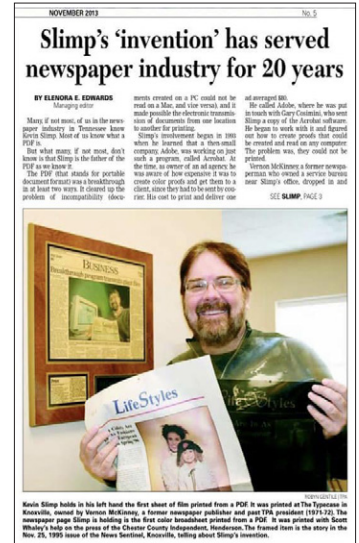 NOVEMBER 2013
No. 5
Slimp's 'invention' has served
newspaper industry for 20 years
BY ELENORA E. EDWARDS
Managing editor
Many, if not most, of us in the news-
paper industry in Tennessee know
Kevin Slimp. Most of us know what a
PDF is.
But what many, if not most, don't
know is that Slimp is the father of the
PDF as we know it.
The PDF (that stands for portable
document format) was a breakthrough
in at least two ways. It cleared up the
problem of incompatibility (docu-
ments created on a PC could not be
read on a Mac, and vice versa), and it
made possible the electronic transmis-
sion of documents from one location
to another for printing.
Slimp's involvement began in 1993
when he learned that a then-small
company, Adobe, was working on just
such a program, called Acrobat. At
the time, as owner of an ad agency, he
was aware of how expensive it was to
create color proofs and get them to a
client, since they had to be sent by cou-
rier. His cost to print and deliver one
ad averaged $80.
He called Adobe, where he was put
in touch with Gary Cosimini, who sent
Slimp a copy of the Acrobat software.
He began to work with it and figured
out how to create proofs that could
be created and read on any computer.
The problem was, they could not be
printed.
Vernon McKinney, a former newspa-
perman who owned a service bureau
near Slimp's office, dropped in and
SEE SLIMP, PAGE 3
BUSINESS
Breakthrough program
LifeStyles
LifeStyles
ROBYN GENTILE | TPA
Kevin Slimp holds in his left hand the first sheet of film printed from a PDF. It was printed at The Typecase in
Knoxville, owned by Vernon McKinney, a former newspaper publisher and past TPA president (1971-72). The
newspaper page Slimp is holding is the first color broadsheet printed from a PDF. It was printed with Scott
Whaley's help on the press of the Chester County Independent, Henderson. The framed item is the story in the
Nov. 25, 1995 issue of the News Sentinel, Knoxville, telling about Slimp's invention.